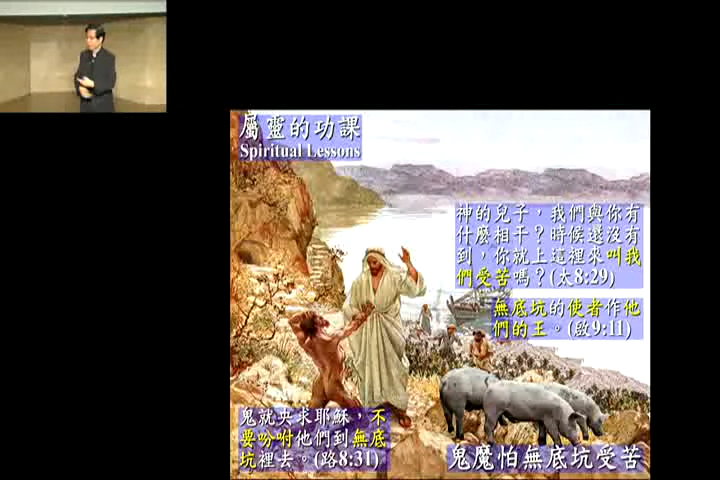 屬靈的功課
Spiritual Lessons
神的兒子，我們與你有
什麼相干？時候還沒有
到，你就上這裡來叫我
們受苦嗎？(太8:29)
無底坑的使者作他
們的王。(啟9:11)
鬼就央求耶穌，不
要吩咐他們到無底
坑裡去。(路8:31)
鬼魔怕無底坑受苦